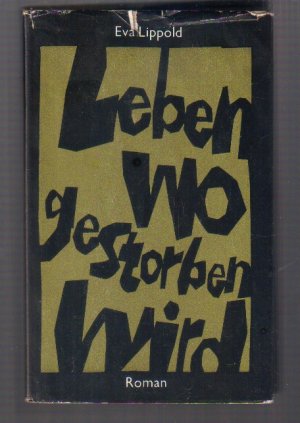 Eva Lippold
Leben
wo
gestorben
wird
Roman